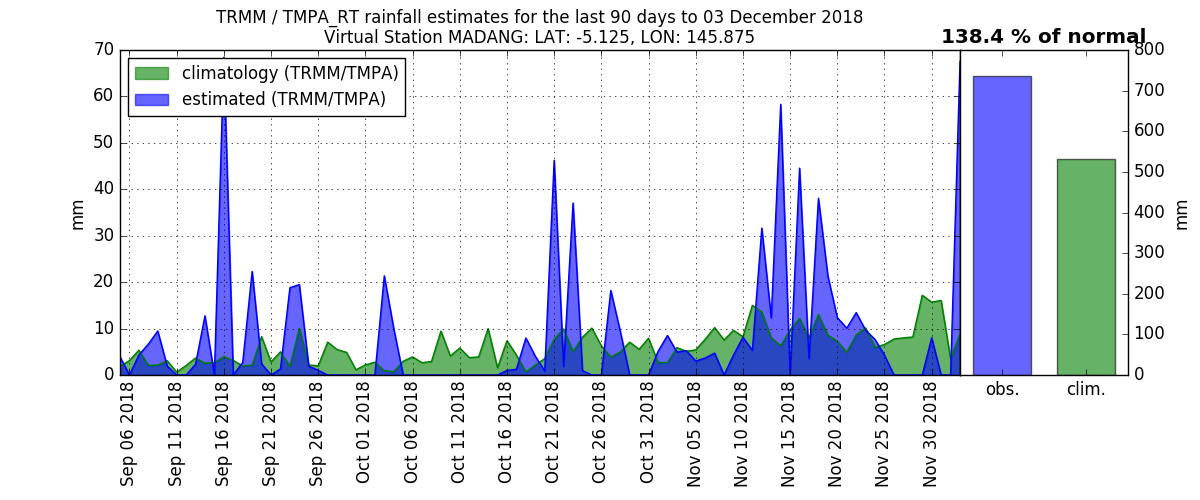 TRMM / TMPA_RT rainfall estimates for the last 90 days to 03 December 2018
Virtual Station MADANG: LAT: -5.125, LON: 145.875
138.4 % of normal
climatology (TRMM/TMPA)
estimated (TRMM/TMPA)
70
60
50
40
30
20
10
0
mm
Sep 06 2018
Sep 11 2018
Sep 16 2018
Sep 21 2018
Sep 26 2018
Oct 01 2018
Oct 06 2018
Oct 11 2018
Oct 16 2018
Oct 21 2018
Oct 26 2018
Oct 31 2018
Nov 05 2018
Nov 10 2018
Nov 15 2018
Nov 20 2018
Nov 25 2018
Nov 30 2018
obs.
clim.
800
700
600
500
400
300
200
100
0
mm